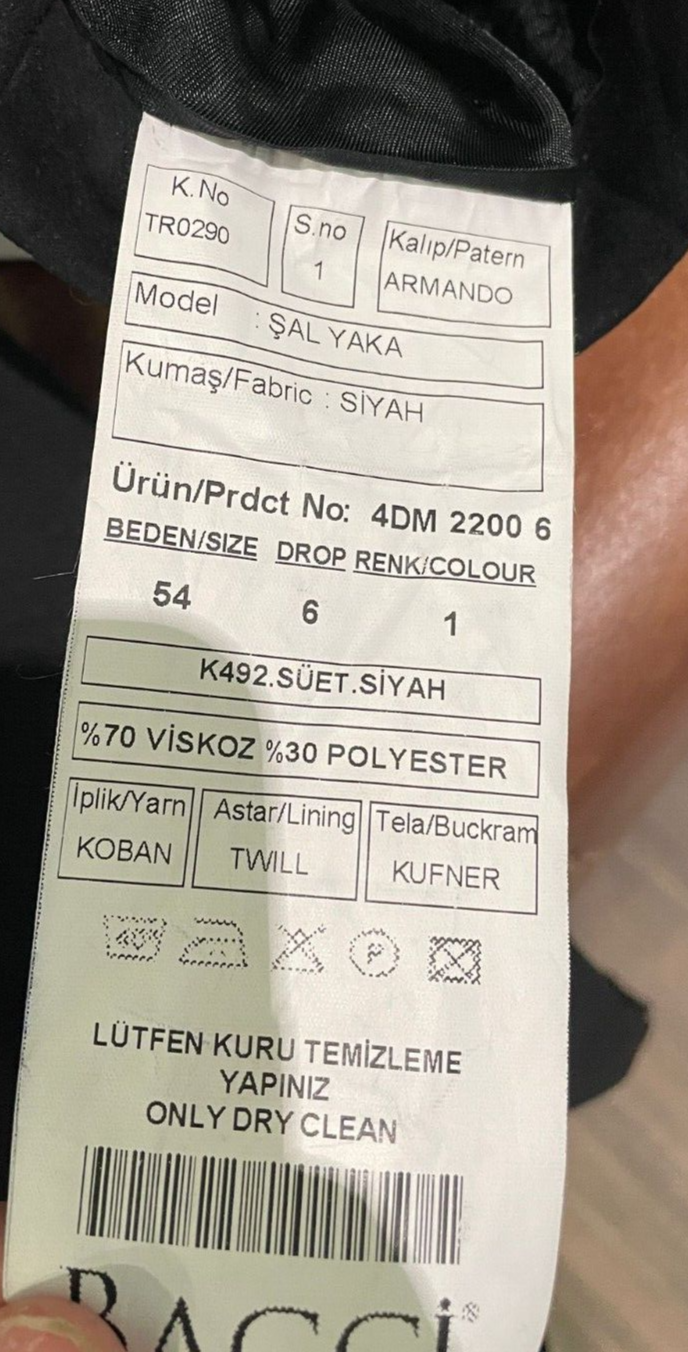 K.No
TR0290
S.no
1
Kalıp/Patern
ARMANDO
Model : ŞAL YAKA
Kumaş/Fabric : SİYAH
Ürün/Prdct No: 4DM 2200 6
BEDEN/SIZE DROP RENK/COLOUR
54 6 1
K492.SÜET.SİYAH
%70 VİSKOZ %30 POLYESTER
İplik/Yarn
KOBAN
Astar/Lining
TWILL
Tela/Buckram
KUFNER
40° P
LÜTFEN KURU TEMİZLEME
YAPINIZ
ONLY DRY CLEAN
BAGGİ®